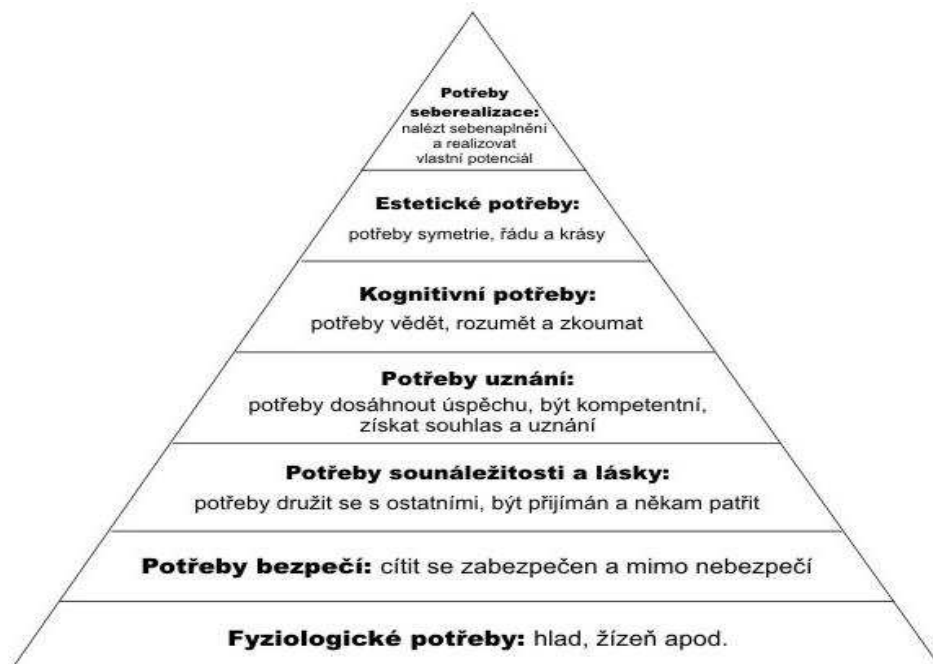 Potřeby
seberealizace:
nalézt sebenaplnění
a realizovat
vlastní potenciál
Estetické potřeby:
potřeby symetrie, řádu a krásy
Kognitivní potřeby:
potřeby vědět, rozumět a zkoumat
Potřeby uznání:
potřeby dosáhnout úspěchu, být kompetentní,
získat souhlas a uznání
Potřeby sounáležitosti a lásky:
potřeby družit se s ostatními, být přijímán a někam patřit
Potřeby bezpečí: cítit se zabezpečen a mimo nebezpečí
Fyziologické potřeby: hlad, žízeň apod.